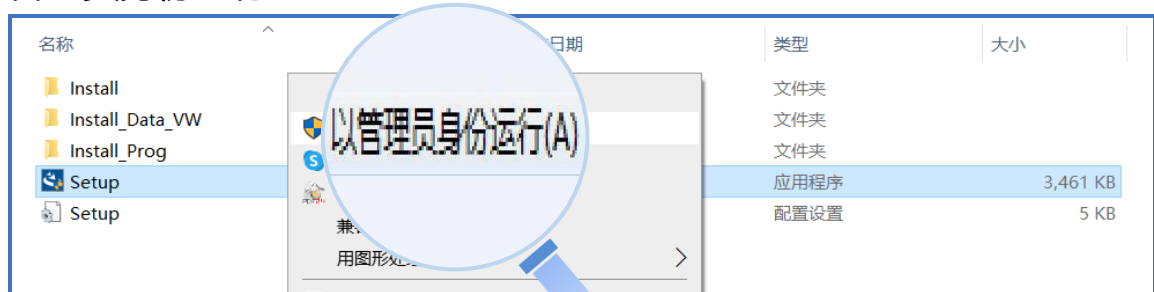 名称 日期 类型 大小
Install 文件夹
Install_Data_VW 文件夹
以管理员身份运行(A)
Install_Prog 文件夹
Setup 应用程序 3,461 KB
Setup 配置设置 5 KB
兼
用图形处